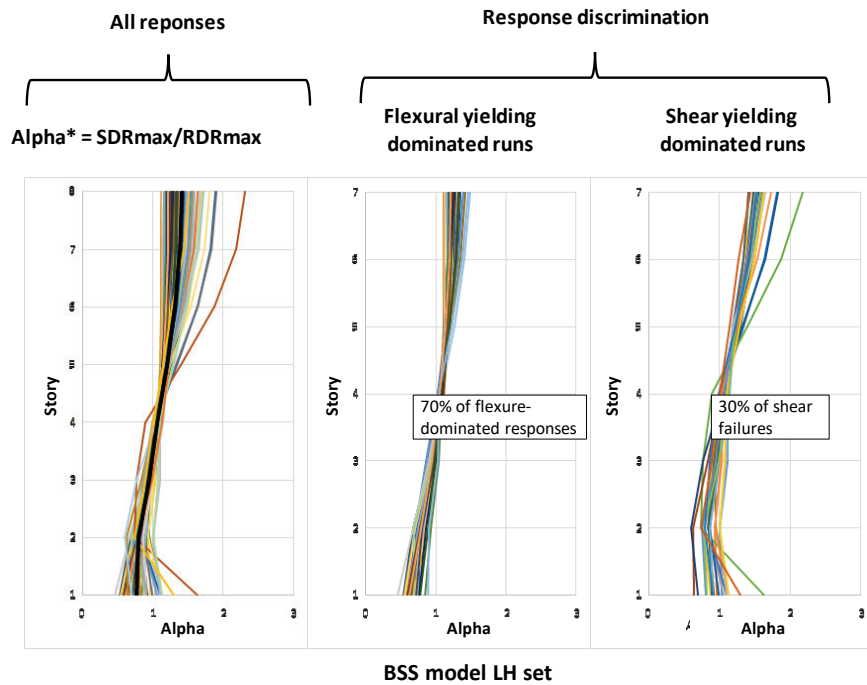 All reponses
Response discrimination
Alpha* = SDRmax/RDRmax
Flexural yielding
dominated runs
Shear yielding
dominated runs
Story
8
7
6
5
4
3
2
1
0
1
2
3
Alpha
Story
7
6
5
4
3
2
1
0
1
2
3
Alpha
70% of flexure-
dominated responses
Story
7
6
5
4
3
2
1
0
1
2
3
Alpha
30% of shear
failures
BSS model LH set